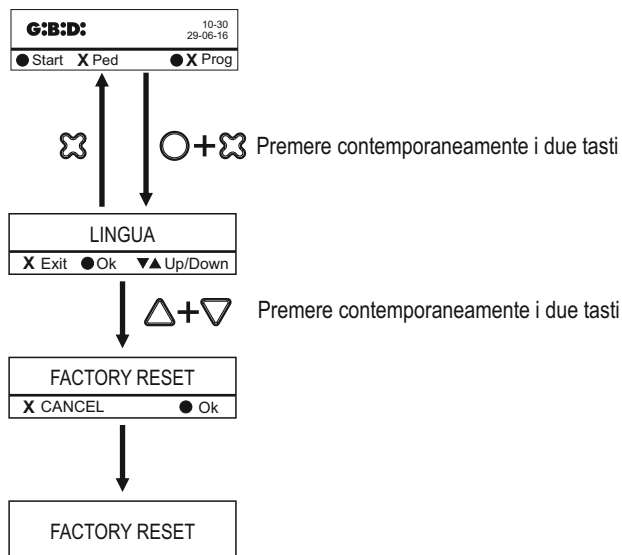 G:B:D:
10-30
29-06-16
● Start X Ped ● X Prog
Premere contemporaneamente i due tasti
LINGUA
X Exit ● Ok ▼▲ Up/Down
Premere contemporaneamente i due tasti
FACTORY RESET
X CANCEL ● Ok
FACTORY RESET